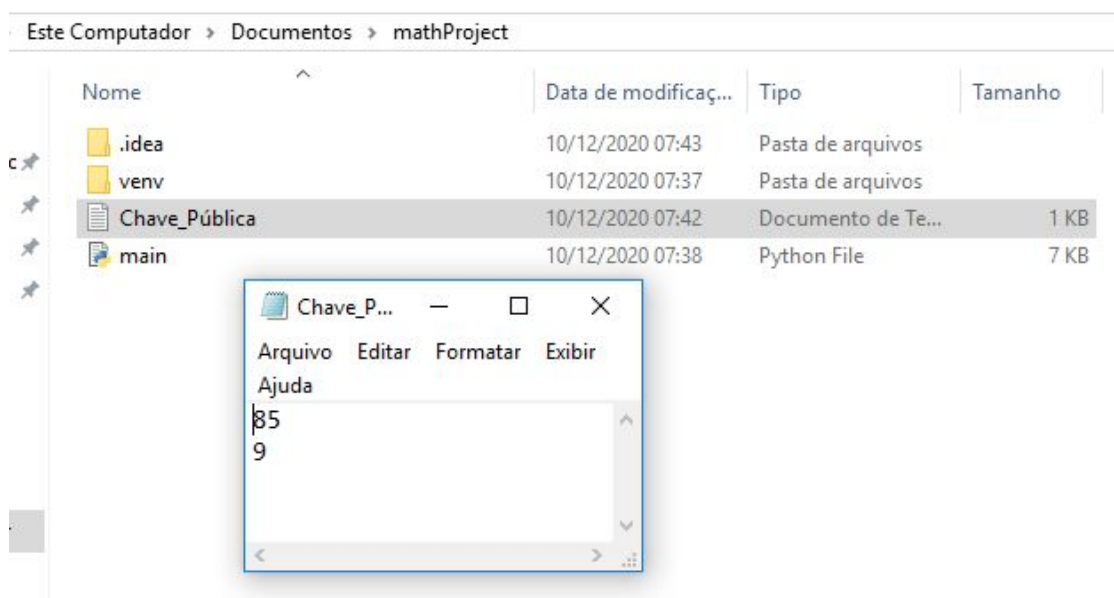 Este Computador > Documentos > mathProject
Nome Data de modificaç... Tipo Tamanho
.idea 10/12/2020 07:43 Pasta de arquivos
c
venv 10/12/2020 07:37 Pasta de arquivos
Chave_Pública 10/12/2020 07:42 Documento de Te... 1 KB
main 10/12/2020 07:38 Python File 7 KB
Chave_P...
Arquivo Editar Formatar Exibir
Ajuda
85
9